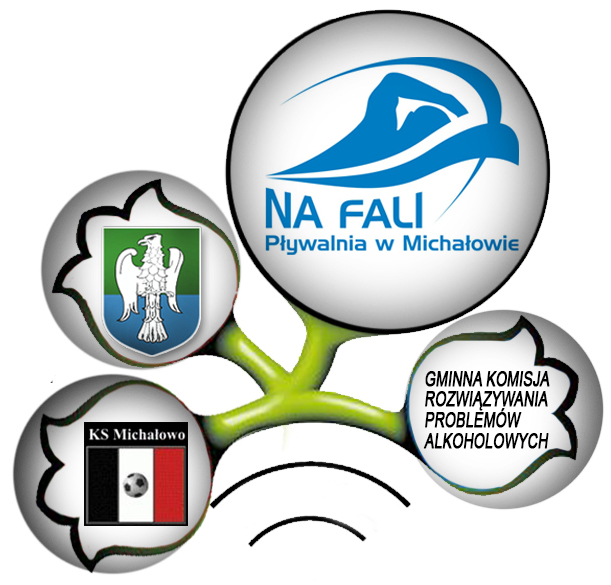 NA FALI
Pływalnia w Michałowie
GMINNA KOMISJA
ROZWIĄZYWANIA
PROBLEMÓW
ALKOHOLOWYCH
KS Michałowo